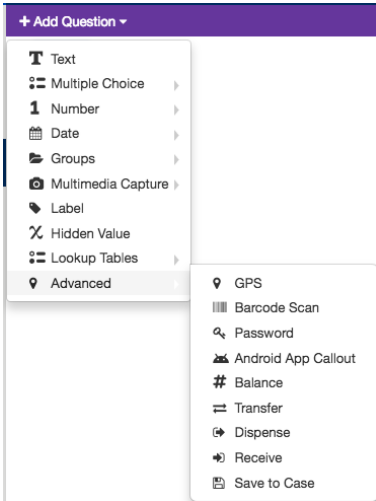 Add Question
Text
Multiple Choice
1 Number
Date
Groups
Multimedia Capture
Label
Hidden Value
Lookup Tables
Advanced
GPS
Barcode Scan
Password
Android App Callout
# Balance
Transfer
Dispense
Receive
Save to Case